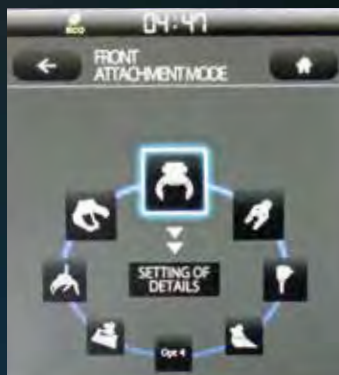 ECO
04:47
FRONT
ATTACHMENT MODE
SETTING OF
DETAILS
Opt 4